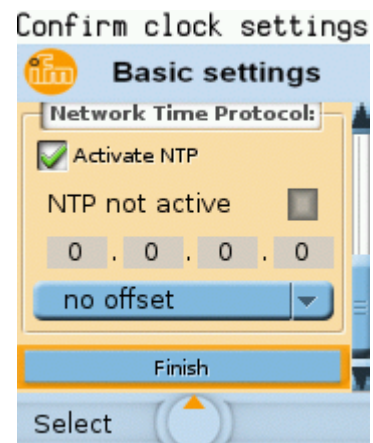 Confirm clock settings
ifm
Basic settings
Network Time Protocol:
Activate NTP
NTP not active
0 . 0 . 0 . 0
no offset
Finish
Select